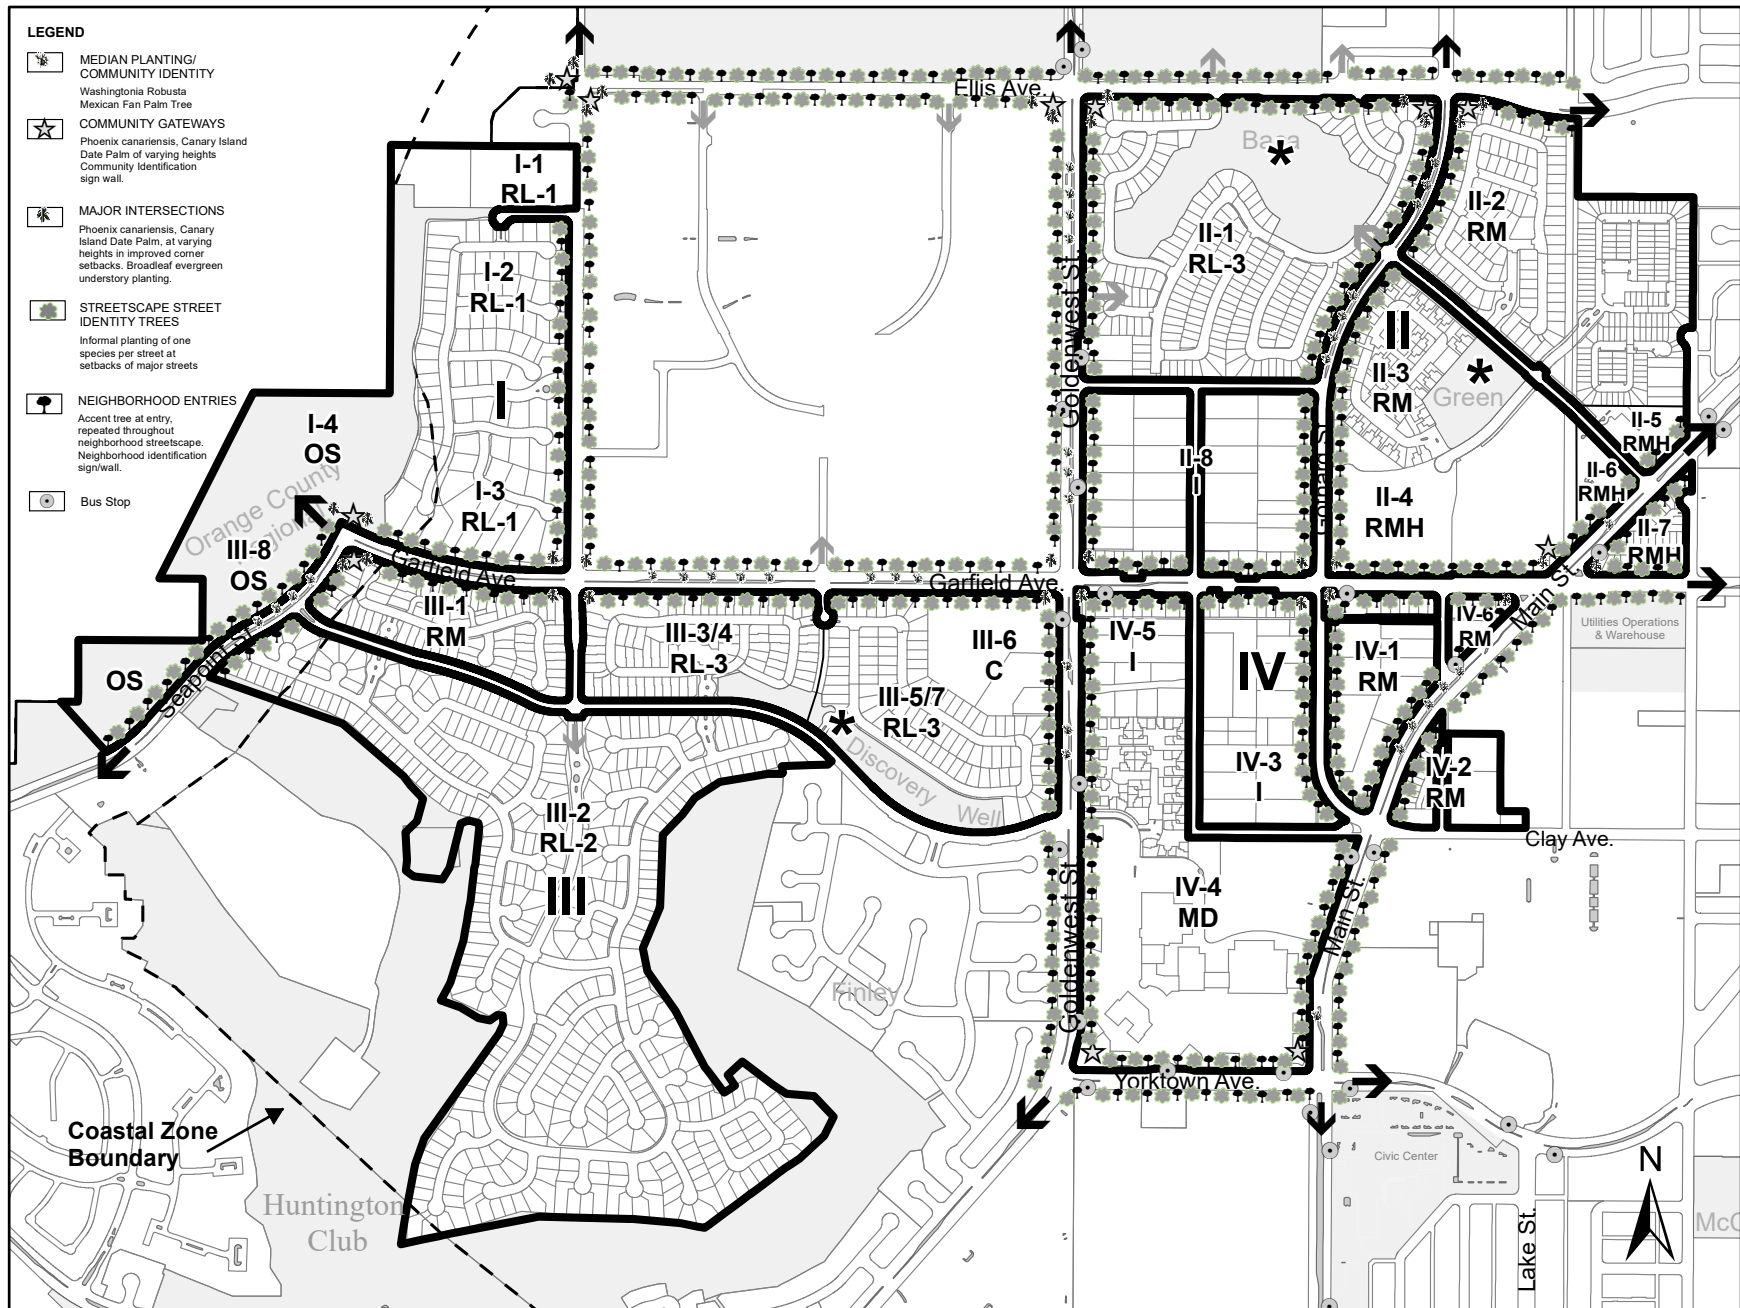 LEGEND
MEDIAN PLANTING/
COMMUNITY IDENTITY
Washingtonia Robusta
Mexican Fan Palm Tree
COMMUNITY GATEWAYS
Phoenix canariensis, Canary Island
Date Palm of varying heights
Community Identification
sign wall.
MAJOR INTERSECTIONS
Phoenix canariensis, Canary
Island Date Palm, at varying
heights in improved corner
setbacks. Broadleaf evergreen
understory planting.
STREETSCAPE STREET
IDENTITY TREES
Informal planting of one
species per street at
setbacks of major streets
NEIGHBORHOOD ENTRIES
Accent tree at entry,
repeated throughout
neighborhood streetscape.
Neighborhood identification
sign/wall.
Bus Stop
Ellis Ave.
I-1
RL-1
I-2
RL-1
I
I-3
RL-1
I-4
OS
Orange County
Regional
III-8
OS
OS
Seapoint St.
Garfield Ave.
Garfield Ave.
Goldenwest St.
*
II-1
RL-3
II-2
RM
II
II-3
RM
*
Green
II-5
RMH
II-6
RMH
II-7
RMH
II-4
RMH
II-8
I
Main St.
III-1
RM
III-3/4
RL-3
III-6
C
III-5/7
RL-3
*
Discovery
Well
III-2
RL-2
III
Finley
Goldenwest St.
IV-5
I
IV
IV-1
RM
IV-6
RM
IV-3
I
IV-2
RM
Clay Ave.
IV-4
MD
Main St.
Yorktown Ave.
Utilities Operations
& Warehouse
Civic Center
Lake St.
N
Coastal Zone
Boundary
Huntington
Club